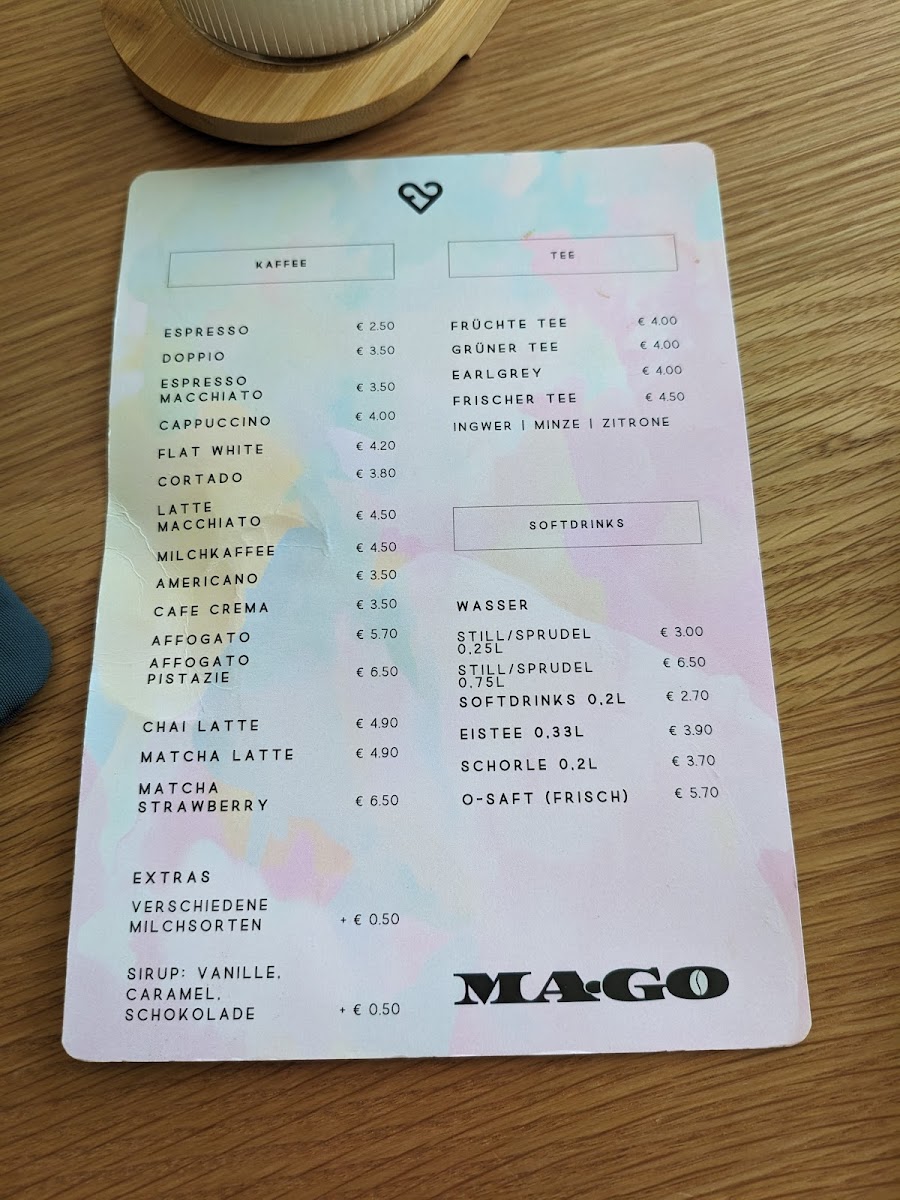 KAFFEE
ESPRESSO € 2.50
DOPPIO € 3.50
ESPRESSO
MACCHIATO € 3.50
CAPPUCCINO € 4.00
FLAT WHITE € 4.20
CORTADO € 3.80
LATTE
MACCHIATO € 4.50
MILCHKAFFEE € 4.50
AMERICANO € 3.50
CAFE CREMA € 3.50
AFFOGATO € 5.70
AFFOGATO
PISTAZIE € 6.50
CHAI LATTE € 4.90
MATCHA LATTE € 4.90
MATCHA
STRAWBERRY € 6.50
EXTRAS
VERSCHIEDENE
MILCHSORTEN + € 0.50
SIRUP: VANILLE,
CARAMEL,
SCHOKOLADE + € 0.50
TEE
FRÜCHTE TEE € 4.00
GRÜNER TEE € 4.00
EARLGREY € 4.00
FRISCHER TEE € 4.50
INGWER | MINZE | ZITRONE
SOFTDRINKS
WASSER
STILL/SPRUDEL € 3.00
0,25L
STILL/SPRUDEL € 6.50
0,75L
SOFTDRINKS 0,2L € 2.70
EISTEE 0,33L € 3.90
SCHORLE 0,2L € 3.70
O-SAFT (FRISCH) € 5.70
MA·GO